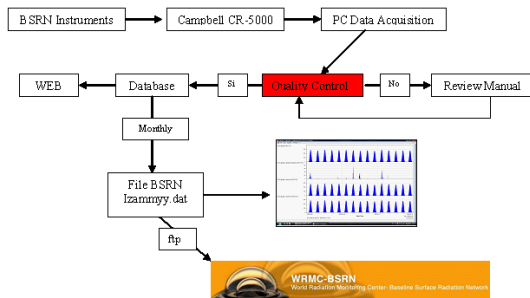 BSRN Instruments
Campbell CR-5000
PC Data Acquisition
WEB
Database
Si
Quality Control
No
Review Manual
Monthly
File BSRN
Izammyy.dat
ftp
WRMC-BSRN
World Radiation Monitoring Center- Baseline Surface Radiation Network